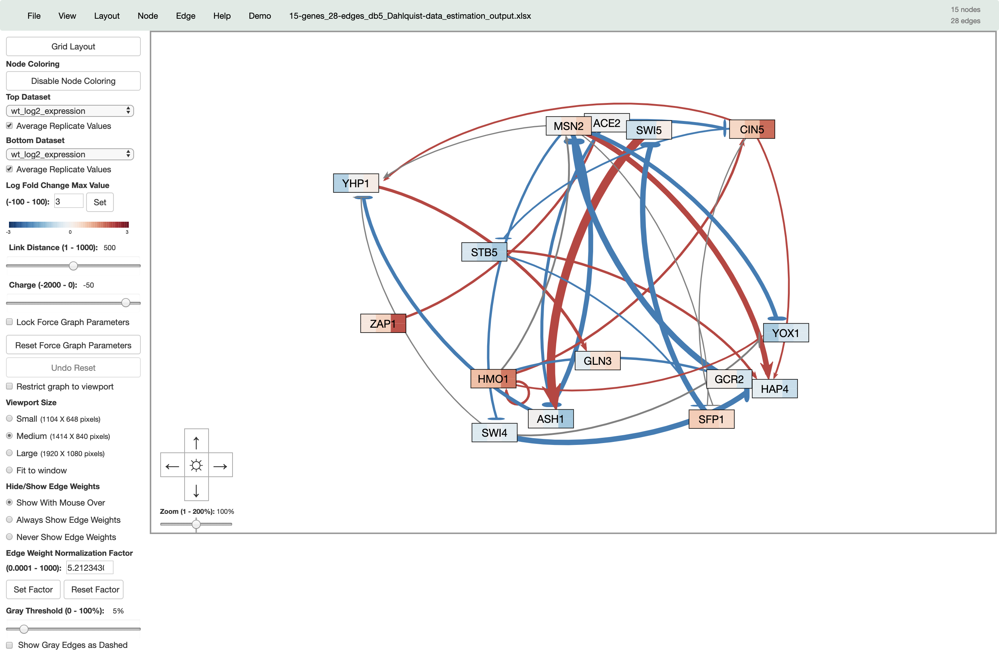 File View Layout Node Edge Help Demo 15-genes_28-edges_db5_Dahlquist-data_estimation_output.xlsx
15 nodes
28 edges
Grid Layout
Node Coloring
Disable Node Coloring
Top Dataset
wt_log2_expression
Average Replicate Values
Bottom Dataset
wt_log2_expression
Average Replicate Values
Log Fold Change Max Value
(-100 - 100): 3 Set
-3 0 3
Link Distance (1 - 1000): 500
Charge (-2000 - 0): -50
Lock Force Graph Parameters
Reset Force Graph Parameters
Undo Reset
Restrict graph to viewport
Viewport Size
Small (1104 X 648 pixels)
Medium (1414 X 840 pixels)
Large (1920 X 1080 pixels)
Fit to window
Hide/Show Edge Weights
Show With Mouse Over
Always Show Edge Weights
Never Show Edge Weights
Edge Weight Normalization Factor
(0.0001 - 1000): 5.212343
Set Factor Reset Factor
Gray Threshold (0 - 100%): 5%
Show Gray Edges as Dashed
MSN2 ACE2 SWI5 CIN5
YHP1
STB5
ZAP1
YOX1
GLN3
HMO1 GCR2
HAP4
ASH1 SFP1
SWI4
Zoom (1 - 200%): 100%